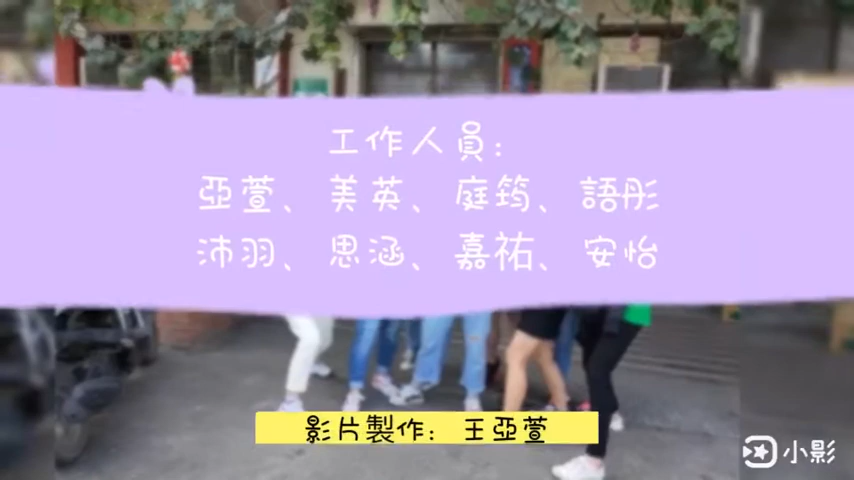 工作人員:
亞萱、美英、庭筠、語彤
沛羽、思涵、嘉祐、安怡
影片製作: 王亞萱
小影